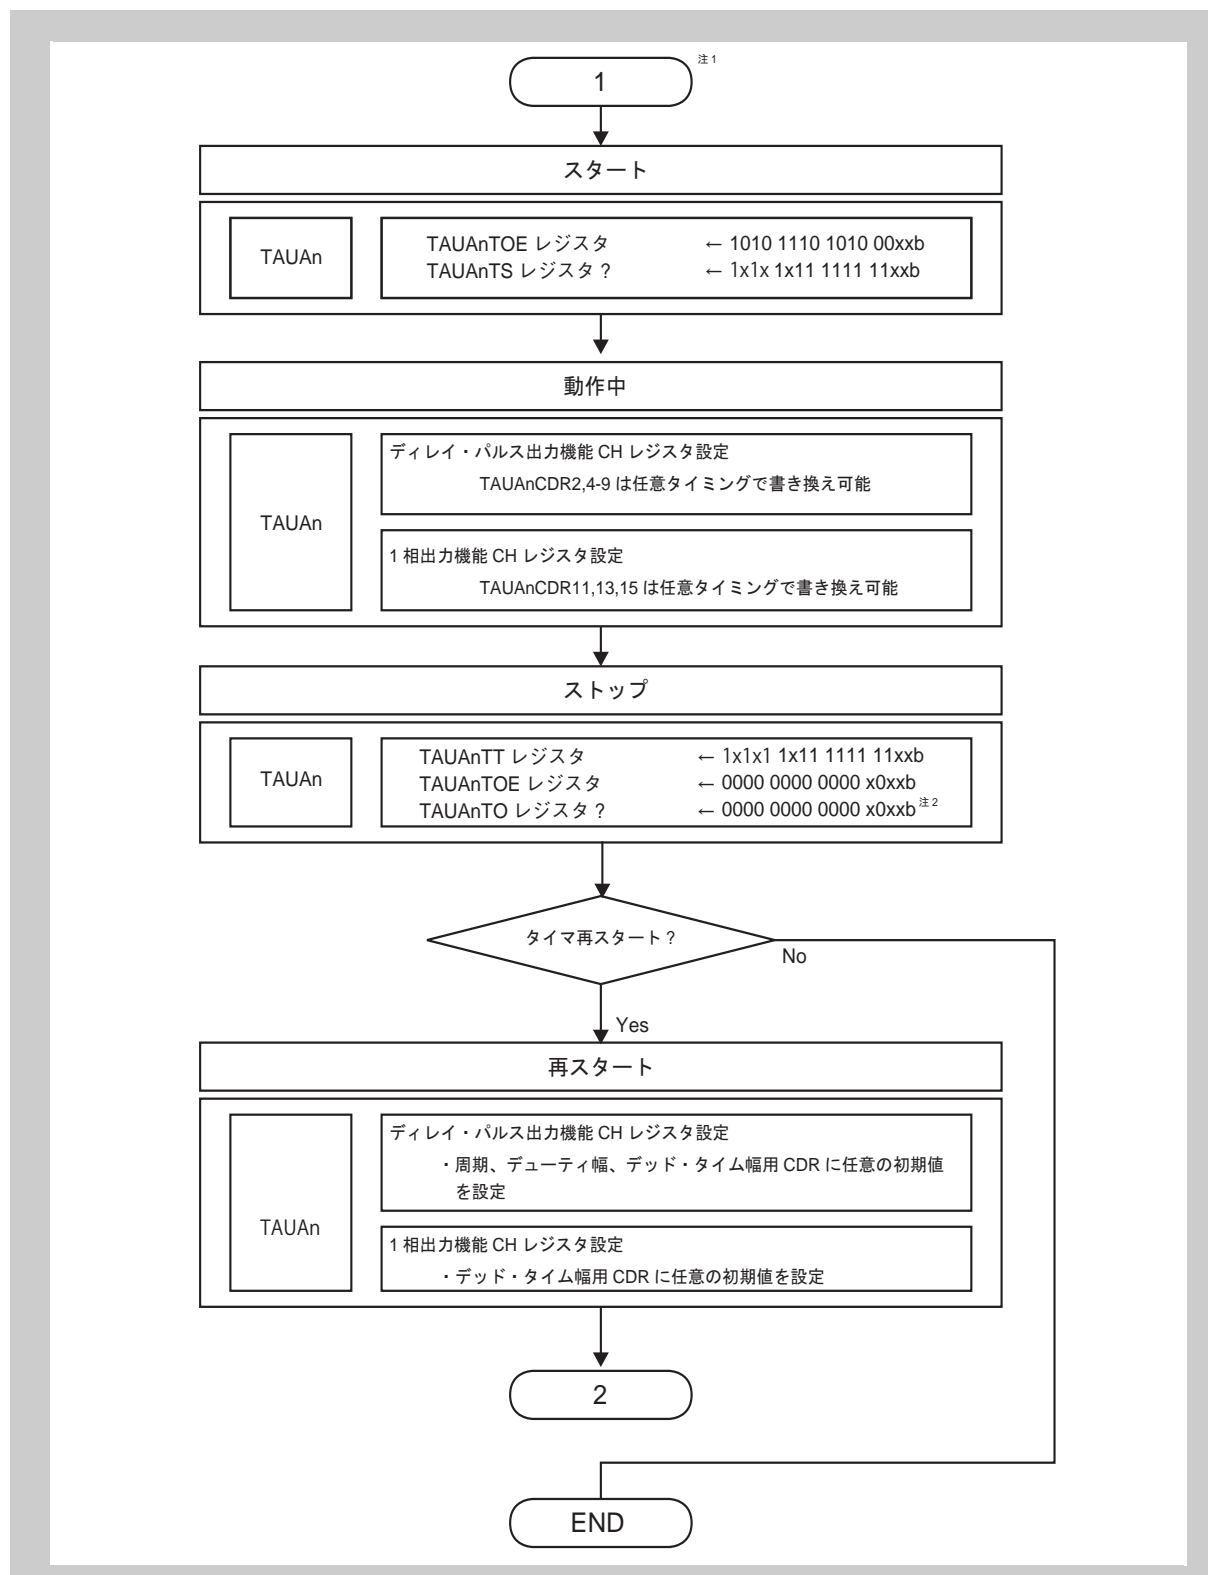 1 注1
スタート
TAUAn
TAUAnTOE レジスタ ← 1010 1110 1010 00xxb
TAUAnTS レジスタ ? ← 1x1x 1x11 1111 11xxb
動作中
TAUAn
ディレイ・パルス出力機能 CH レジスタ設定
TAUAnCDR2,4-9 は任意タイミングで書き換え可能
1 相出力機能 CH レジスタ設定
TAUAnCDR11,13,15 は任意タイミングで書き換え可能
ストップ
TAUAn
TAUAnTT レジスタ ← 1x1x1 1x11 1111 11xxb
TAUAnTOE レジスタ ← 0000 0000 0000 x0xxb
TAUAnTO レジスタ ? ← 0000 0000 0000 x0xxb 注2
タイマ再スタート ?
No
Yes
再スタート
TAUAn
ディレイ・パルス出力機能 CH レジスタ設定
・周期、デューティ幅、デッド・タイム幅用 CDR に任意の初期値
を設定
1 相出力機能 CH レジスタ設定
・デッド・タイム幅用 CDR に任意の初期値を設定
2
END